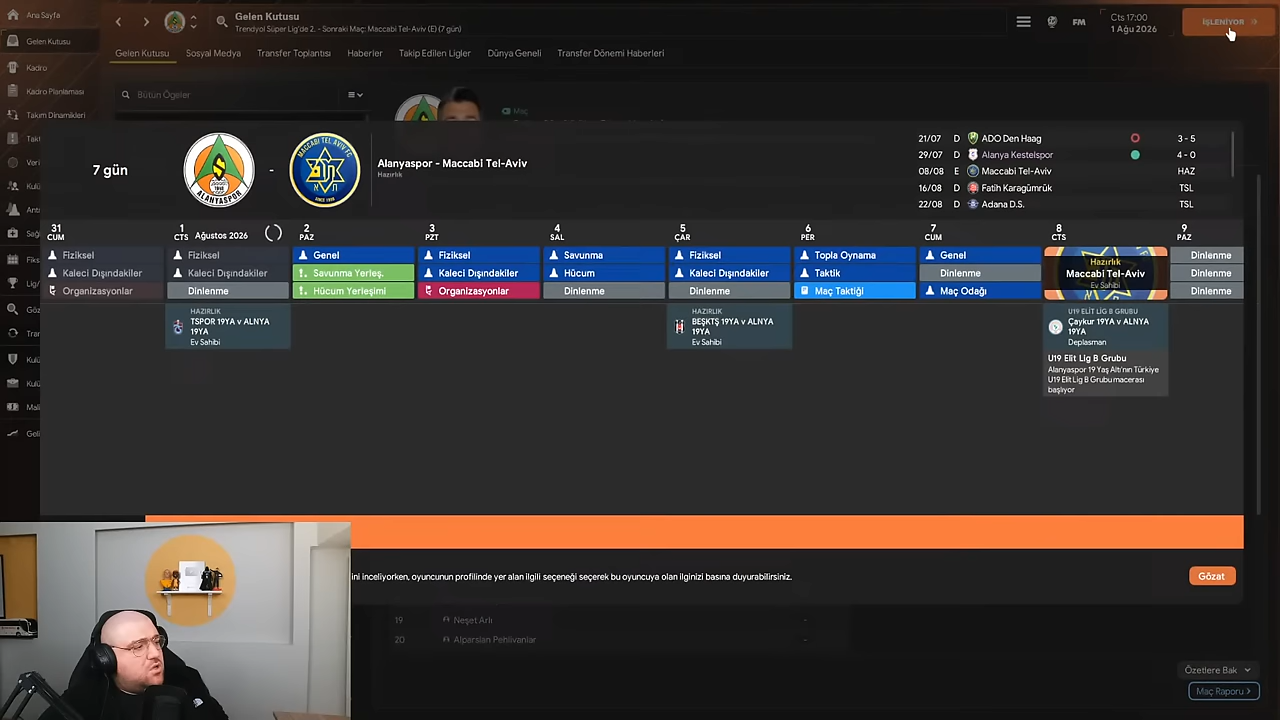 Ana Sayfa
Gelen Kutusu
Kadro
Kadro Planlaması
Takım Dinamikleri
Gelen Kutusu
Trendyol Süper Lig'de 2. - Sonraki Maç: Maccabi Tel-Aviv (E) (7 gün)
FM
Cts 17:00
1 Ağu 2026
İŞLENİYOR
Gelen Kutusu
Sosyal Medya
Transfer Toplantısı
Haberler
Takip Edilen Ligler
Dünya Geneli
Transfer Dönemi Haberleri
Bütün Ögeler
Maç
7 gün
ALANYASPOR
1948
-
MACCABI TEL-AVIV FC
SINCE 1906
Alanyaspor - Maccabi Tel-Aviv
Hazırlık
21/07 D ADO Den Haag 3 - 5
29/07 D Alanya Kestelspor 4 - 0
08/08 E Maccabi Tel-Aviv HAZ
16/08 D Fatih Karagümrük TSL
22/08 D Adana D.S. TSL
31
CUM
1
CTS Ağustos 2026
2
PAZ
3
PZT
4
SAL
5
ÇAR
6
PER
7
CUM
8
CTS
9
PAZ
Fiziksel
Fiziksel
Genel
Fiziksel
Savunma
Fiziksel
Topla Oynama
Genel
Dinlenme
Kaleci Dışındakiler
Kaleci Dışındakiler
Savunma Yerleş.
Kaleci Dışındakiler
Hücum
Kaleci Dışındakiler
Taktik
Dinlenme
Dinlenme
Organizasyonlar
Dinlenme
Hücum Yerleşimi
Organizasyonlar
Dinlenme
Dinlenme
Maç Taktiği
Maç Odağı
Dinlenme
Hazırlık
Maccabi Tel-Aviv
Ev Sahibi
HAZIRLIK
TSPOR 19YA v ALNYA
19YA
Ev Sahibi
HAZIRLIK
BEŞKTŞ 19YA v ALNYA
19YA
Ev Sahibi
U19 ELİT LİG B GRUBU
Çaykur 19YA v ALNYA
19YA
Deplasman
U19 Elit Lig B Grubu
Alanyaspor 19 Yaş Altı'nın Türkiye
U19 Elit Lig B Grubu macerası
başlıyor
ini inceliyorken, oyuncunun profilinde yer alan ilgili seçeneği seçerek bu oyuncuya olan ilginizi basına duyurabilirsiniz.
Gözat
19 Neşet Arlı -
20 Alparslan Pehlivanlar -
Özetlere Bak
Maç Raporu